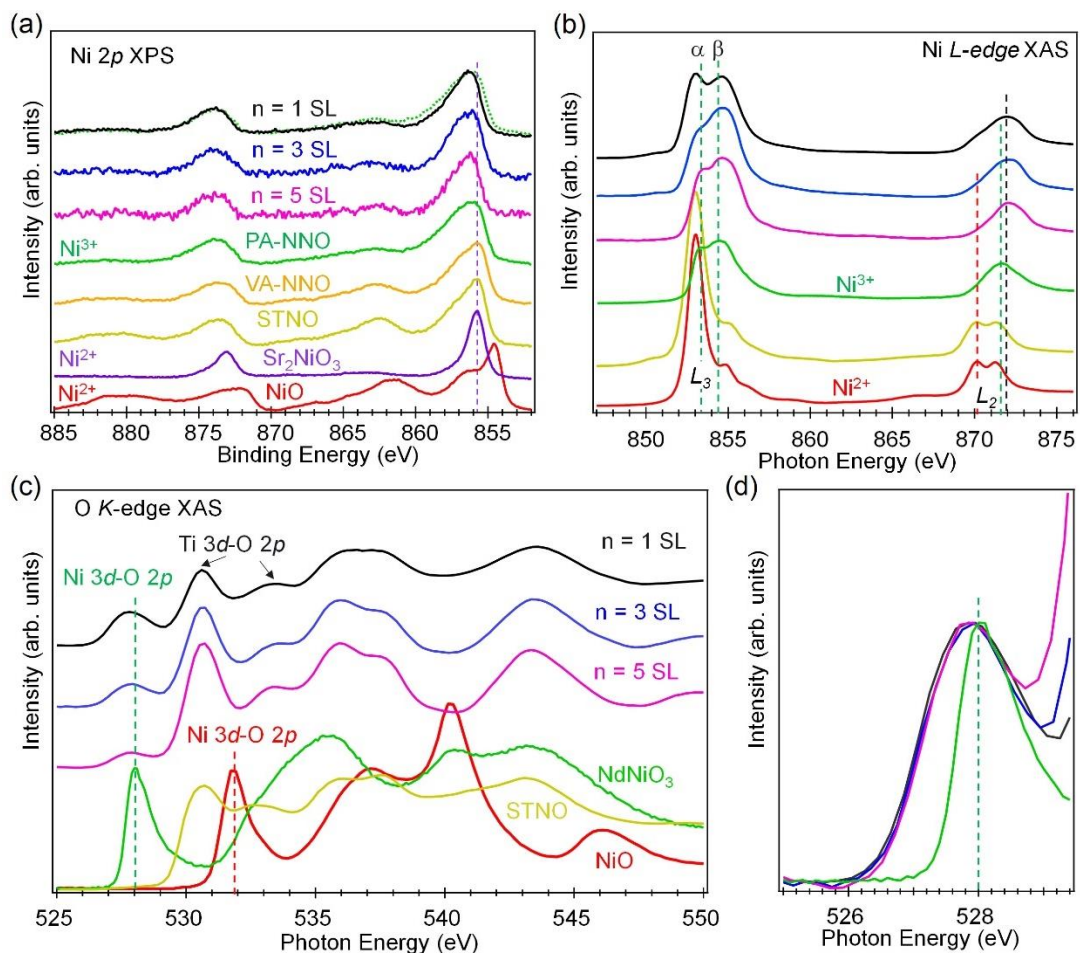 (a)
Ni 2p XPS
n = 1 SL
n = 3 SL
n = 5 SL
Ni3+
PA-NNO
VA-NNO
STNO
Ni2+
Sr2NiO3
Ni2+
NiO
Intensity (arb. units)
885 880 875 870 865 860 855
Binding Energy (eV)
(b)
α β
Ni L-edge XAS
Ni3+
Ni2+
L3
L2
Intensity (arb. units)
850 855 860 865 870 875
Photon Energy (eV)
(c)
O K-edge XAS
Ti 3d-O 2p
Ni 3d-O 2p
n = 1 SL
n = 3 SL
n = 5 SL
Ni 3d-O 2p
NdNiO3
STNO
NiO
Intensity (arb. units)
525 530 535 540 545 550
Photon Energy (eV)
(d)
Intensity (arb. units)
526 528
Photon Energy (eV)